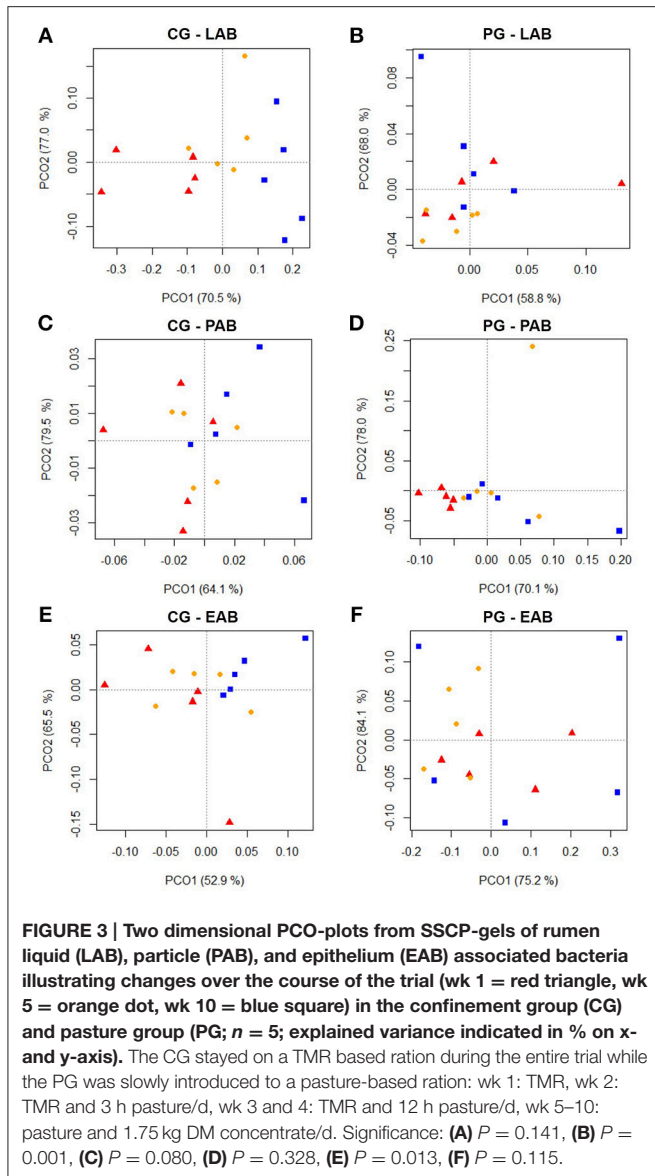 A
CG - LAB
PCO2 (77.0 %)
0.10
0.00
-0.10
-0.3
-0.2
-0.1
0.0
0.1
0.2
PCO1 (70.5 %)
B
PG - LAB
PCO2 (68.0 %)
0.08
0.04
0.00
-0.04
0.00
0.05
0.10
PCO1 (58.8 %)
C
CG - PAB
PCO2 (79.5 %)
0.03
0.01
-0.01
-0.03
-0.06
-0.02
0.02
0.06
PCO1 (64.1 %)
D
PG - PAB
PCO2 (78.0 %)
0.25
0.15
0.05
-0.05
-0.10
0.00
0.05
0.10
0.15
0.20
PCO1 (70.1 %)
E
CG - EAB
PCO2 (65.5 %)
0.05
0.00
-0.05
-0.10
-0.15
-0.10
-0.05
0.00
0.05
0.10
PCO1 (52.9 %)
F
PG - EAB
PCO2 (84.1 %)
0.10
0.05
0.00
-0.05
-0.10
-0.2
-0.1
0.0
0.1
0.2
0.3
PCO1 (75.2 %)
FIGURE 3 | Two dimensional PCO-plots from SSCP-gels of rumen
liquid (LAB), particle (PAB), and epithelium (EAB) associated bacteria
illustrating changes over the course of the trial (wk 1 = red triangle, wk
5 = orange dot, wk 10 = blue square) in the confinement group (CG)
and pasture group (PG; n = 5; explained variance indicated in % on x-
and y-axis). The CG stayed on a TMR based ration during the entire trial while
the PG was slowly introduced to a pasture-based ration: wk 1: TMR, wk 2:
TMR and 3 h pasture/d, wk 3 and 4: TMR and 12 h pasture/d, wk 5–10:
pasture and 1.75 kg DM concentrate/d. Significance: (A) P = 0.141, (B) P =
0.001, (C) P = 0.080, (D) P = 0.328, (E) P = 0.013, (F) P = 0.115.